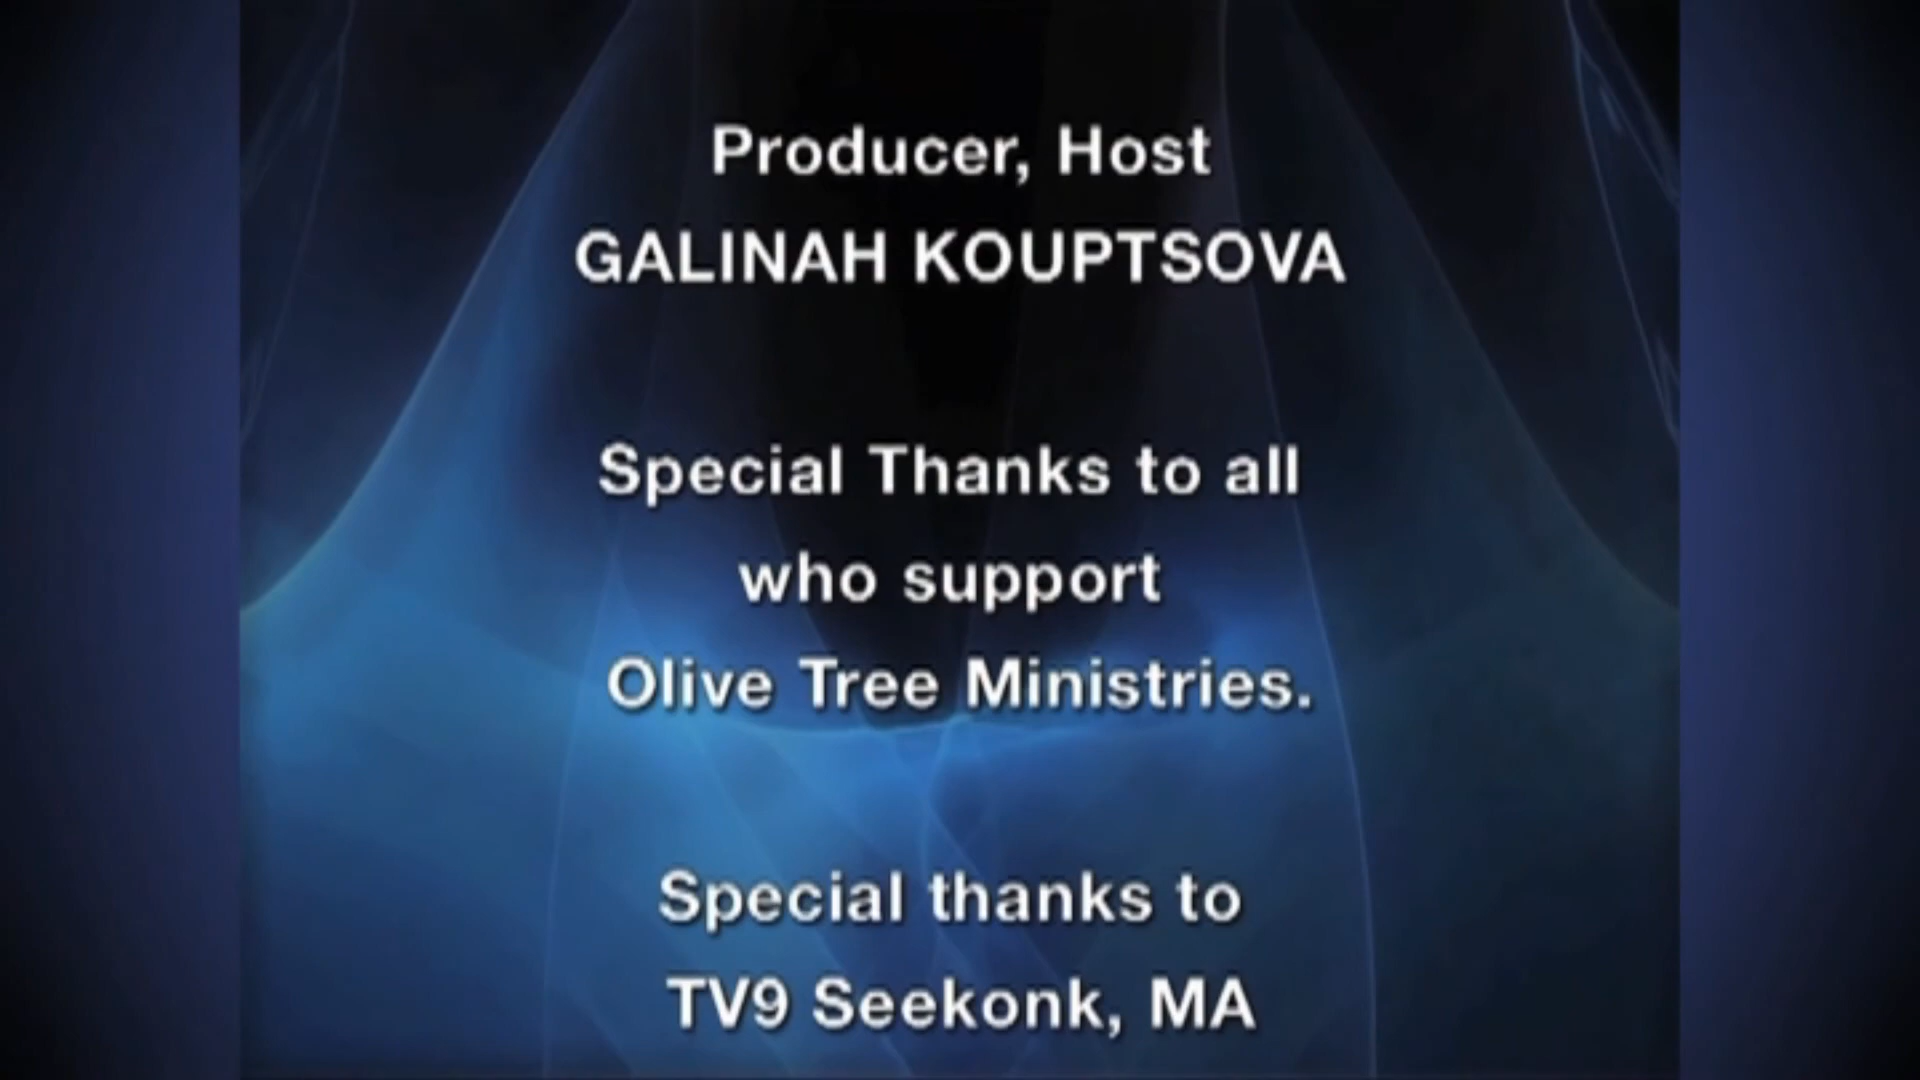 Producer, Host
GALINAH KOUPTSOVA
Special Thanks to all
who support
Olive Tree Ministries.
Special thanks to
TV9 Seekonk, MA